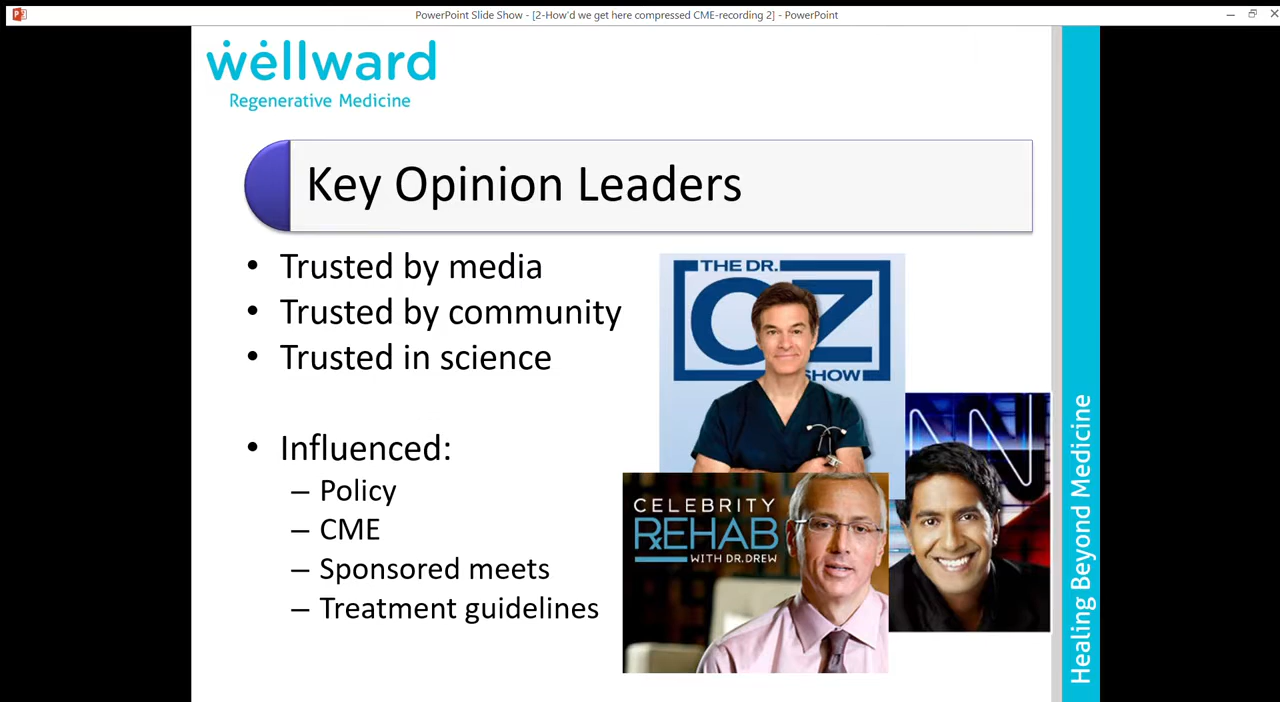 PowerPoint Slide Show - [2-How'd we get here compressed CME-recording 2] - PowerPoint
wellward
Regenerative Medicine
Key Opinion Leaders
• Trusted by media
• Trusted by community
• Trusted in science
• Influenced:
– Policy
– CME
– Sponsored meets
– Treatment guidelines
THE DR.
OZ
SHOW
CELEBRITY
REHAB
WITH DR.DREW
Healing Beyond Medicine